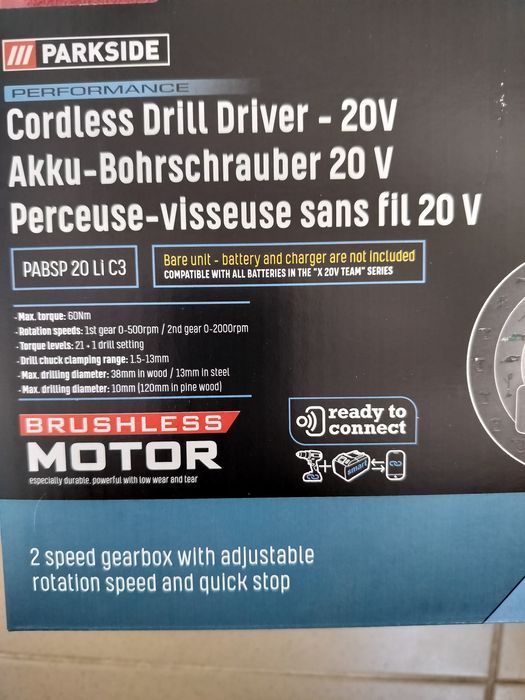 /// PARKSIDE
PERFORMANCE
Cordless Drill Driver - 20V
Akku-Bohrschrauber 20 V
Perceuse-visseuse sans fil 20 V
PABSP 20 Li C3
Bare unit - battery and charger are not included
COMPATIBLE WITH ALL BATTERIES IN THE "X 20V TEAM" SERIES
-Max. torque: 60Nm
-Rotation speeds: 1st gear 0-500rpm / 2nd gear 0-2000rpm
-Torque levels: 21 + 1 drill setting
-Drill chuck clamping range: 1.5-13mm
-Max. drilling diameter: 38mm in wood / 13mm in steel
-Max. drilling diameter: 10mm (120mm in pine wood)
BRUSHLESS
MOTOR
especially durable, powerful with low wear and tear
ready to
connect
smart
2 speed gearbox with adjustable
rotation speed and quick stop